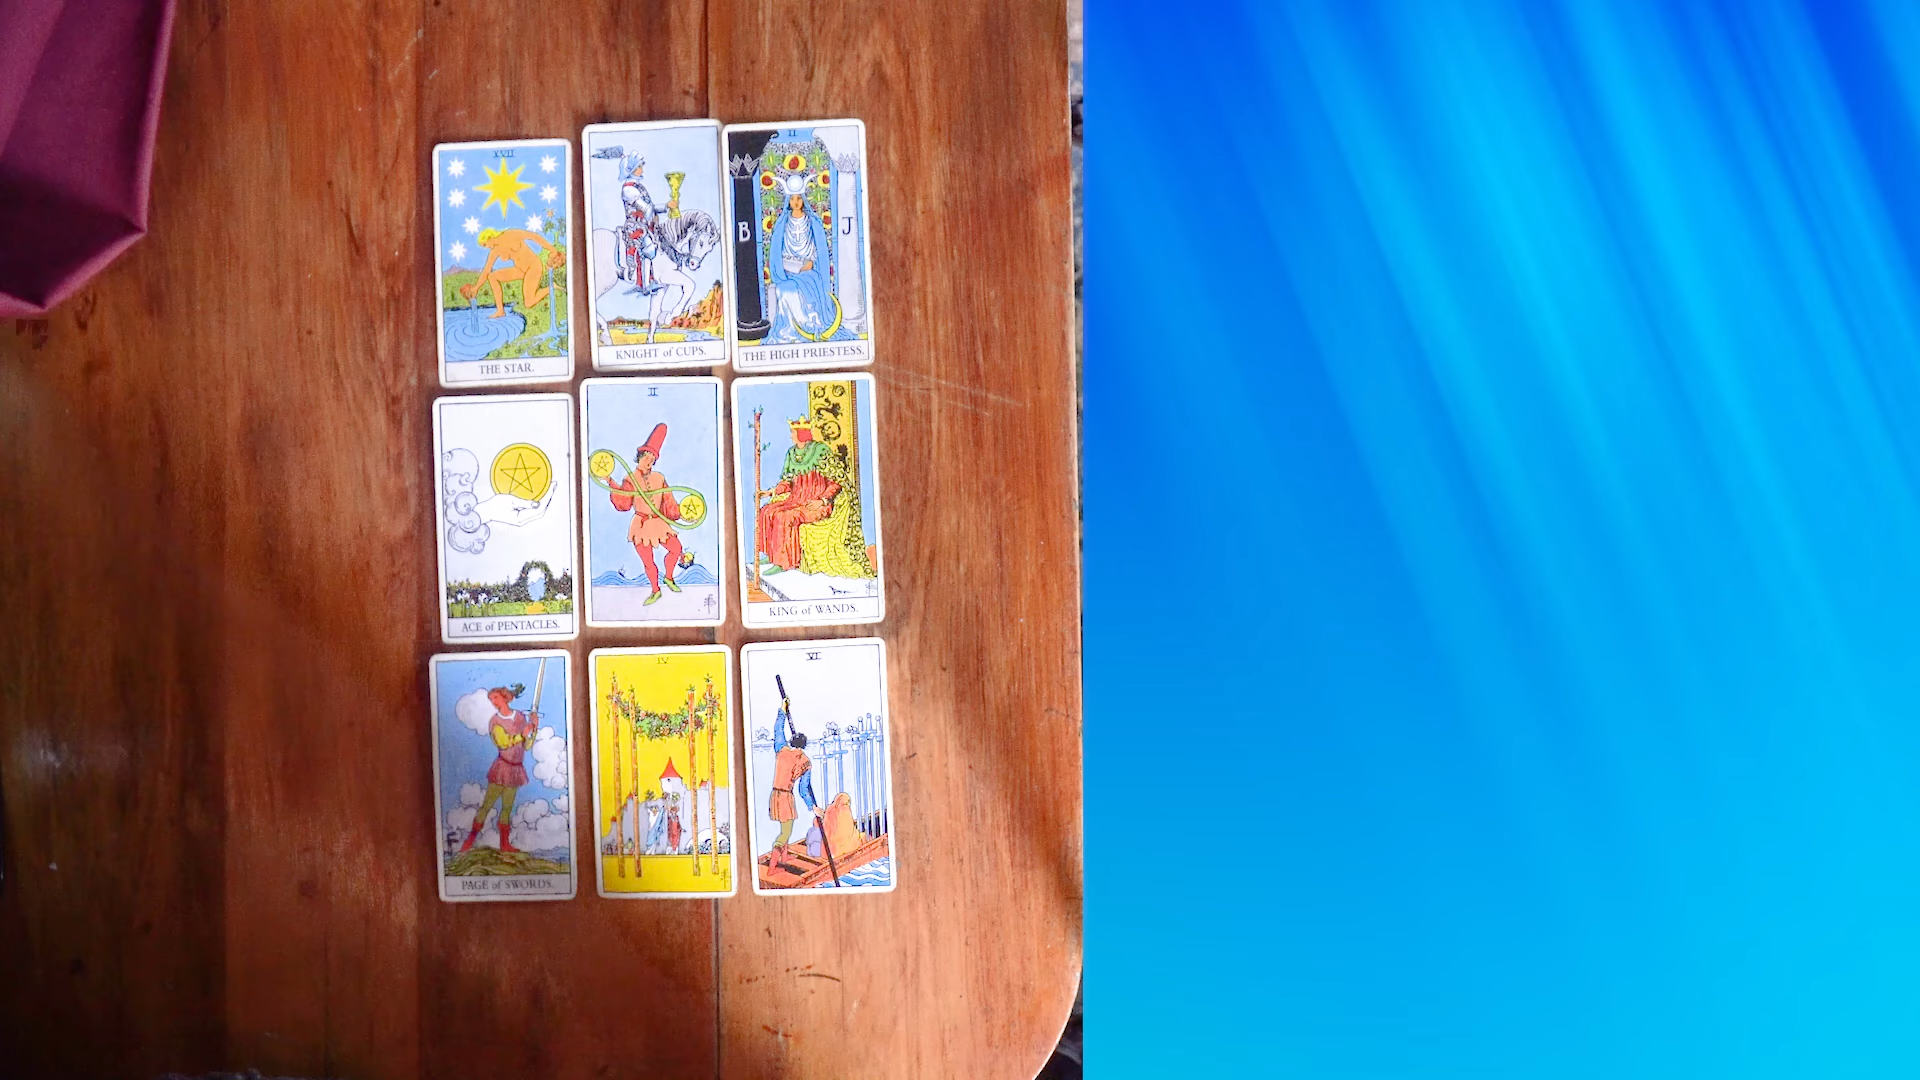 XVII
THE STAR.
KNIGHT of CUPS.
II
B J
THE HIGH PRIESTESS.
ACE of PENTACLES.
II
KING of WANDS.
PAGE of SWORDS.
IV
VI